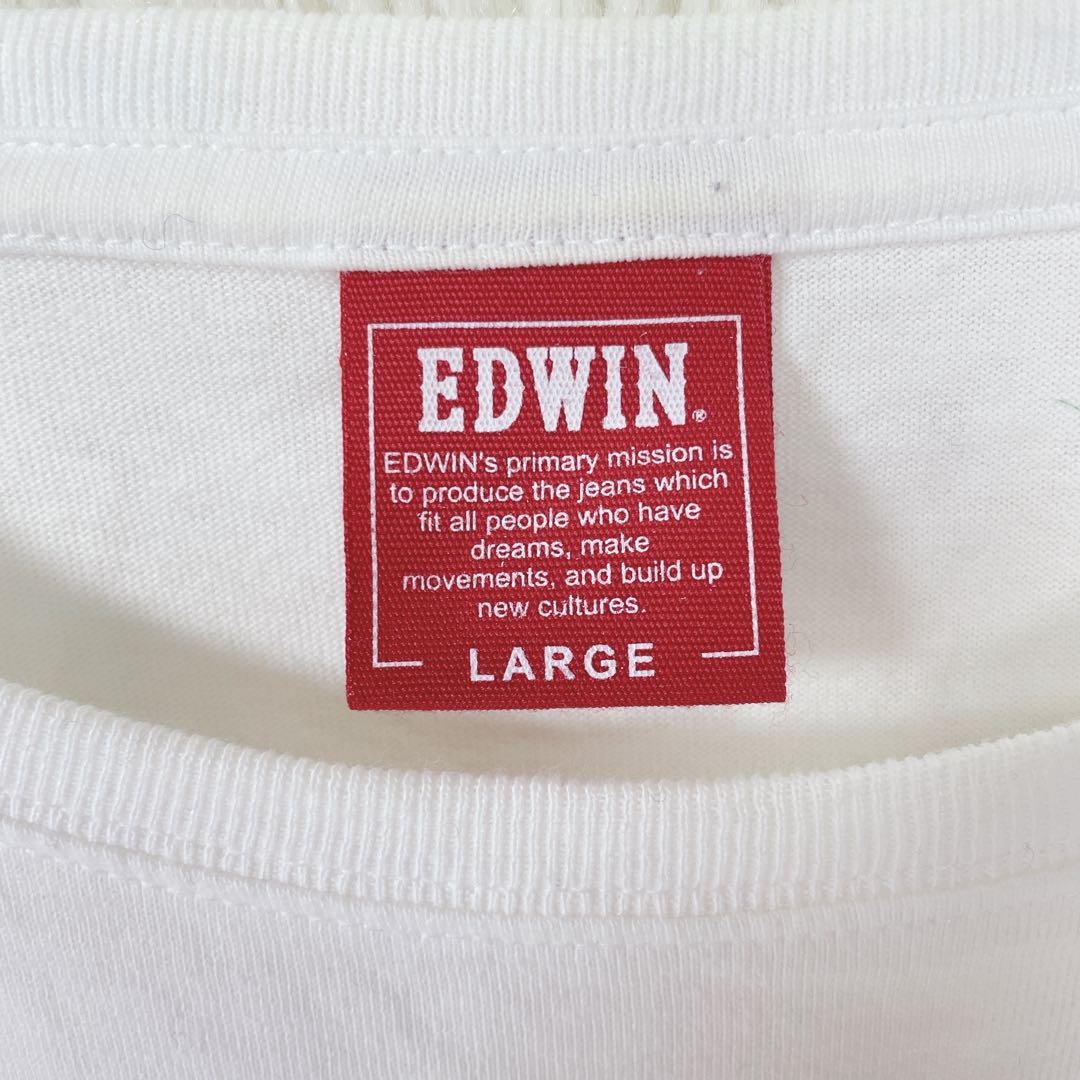 EDWIN®
EDWIN's primary mission is
to produce the jeans which
fit all people who have
dreams, make
movements, and build up
new cultures.
LARGE